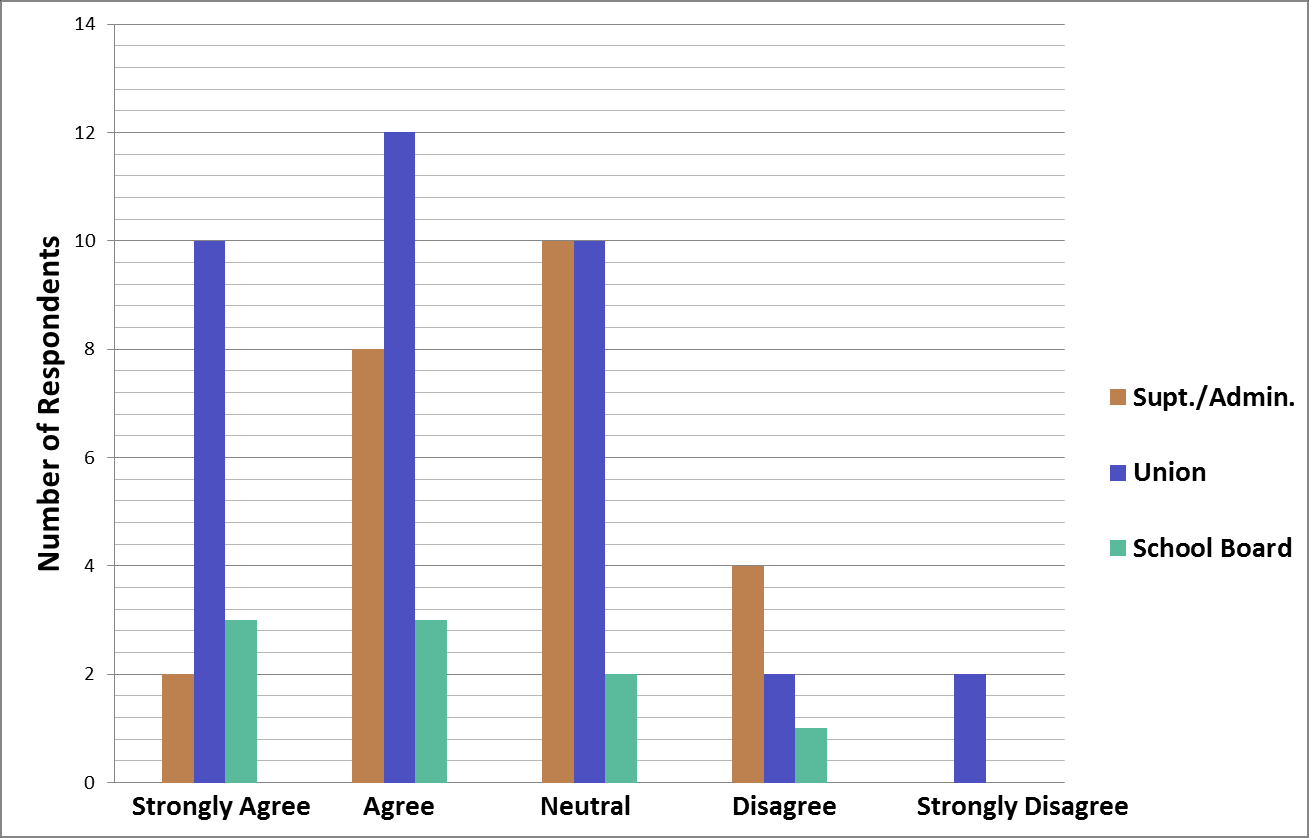 14
12
10
8
6
4
2
0
Number of Respondents
Strongly Agree
Agree
Neutral
Disagree
Strongly Disagree
Supt./Admin.
Union
School Board